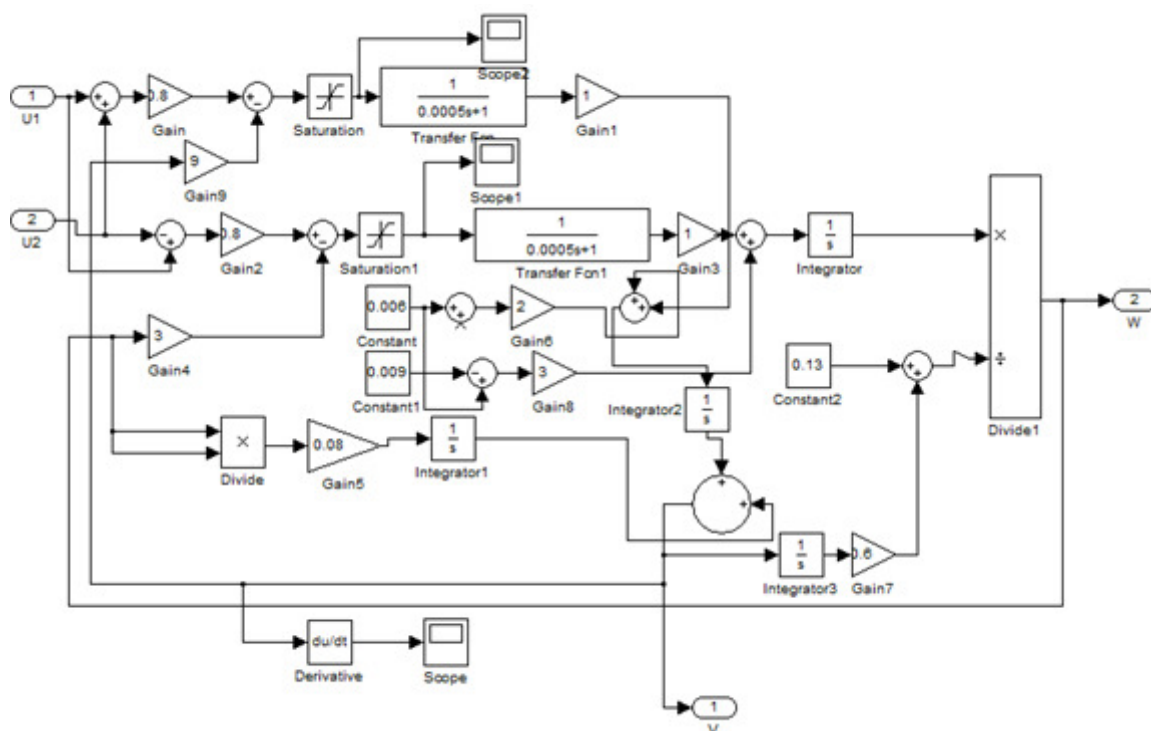 1
U1
0.8
Gain
Saturation
Scope2
1
0.0005s+1
Transfer Fcn
1
Gain1
9
Gain9
2
U2
0.8
Gain2
Saturation1
Scope1
1
0.0005s+1
Transfer Fcn1
1
Gain3
1
s
Integrator
×
÷
Divide1
2
W
3
Gain4
0.006
Constant
2
Gain6
0.009
Constant1
3
Gain8
0.13
Constant2
1
s
Integrator2
×
Divide
0.08
Gain5
1
s
Integrator1
1
s
Integrator3
0.6
Gain7
du/dt
Derivative
Scope
1